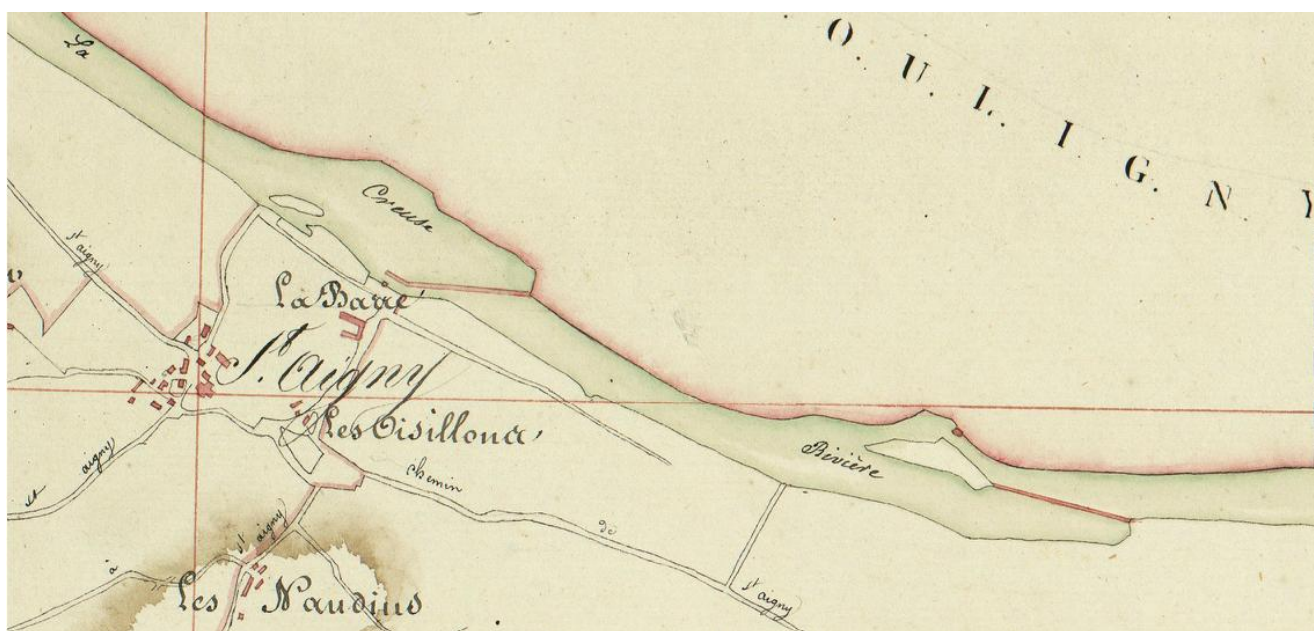 La
O. U. L. I. G. N. Y
Creuse
St aigny
La Barre
St. Aigny
Les Oisillons
Rivière
chemin
de
St aigny
St aigny
St aigny
à
Les Naudins